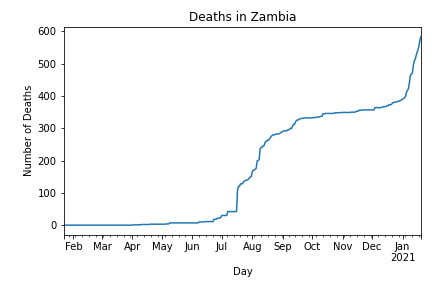 Deaths in Zambia
600
500
400
300
200
100
0
Number of Deaths
Feb Mar Apr May Jun Jul Aug Sep Oct Nov Dec Jan
2021
Day